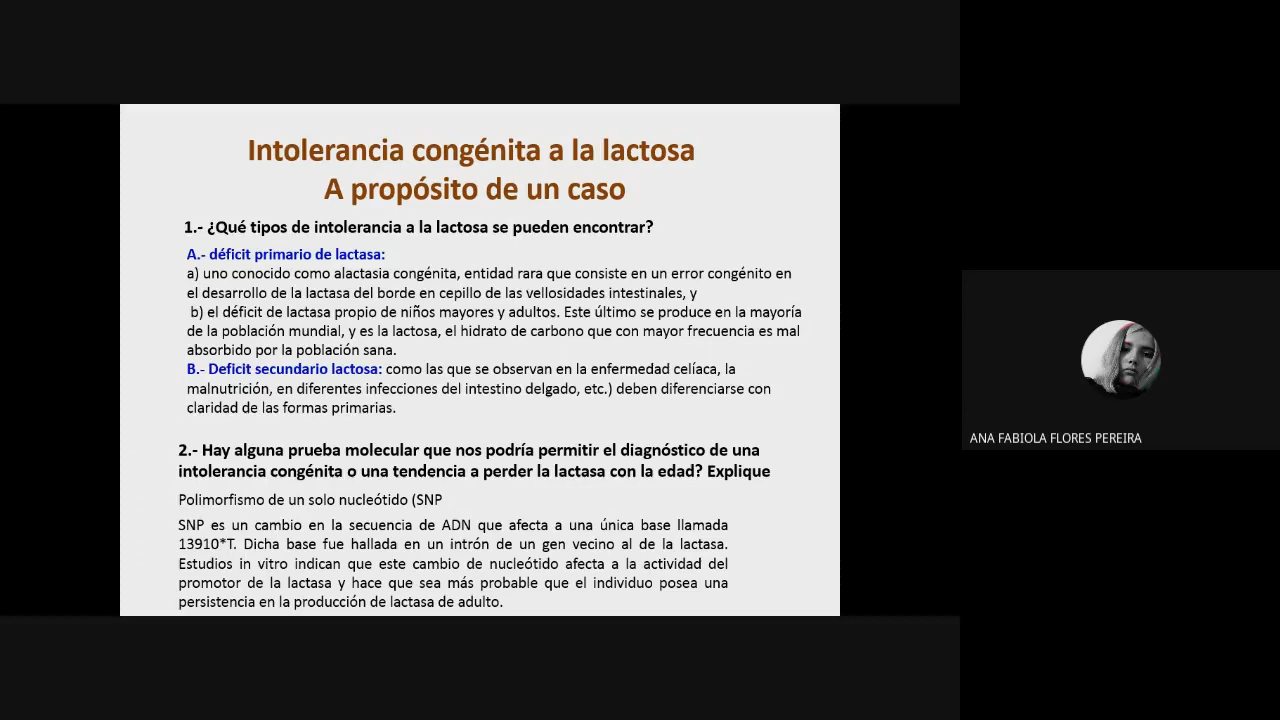 Intolerancia congénita a la lactosa
A propósito de un caso
1.- ¿Qué tipos de intolerancia a la lactosa se pueden encontrar?
A.- déficit primario de lactasa:
a) uno conocido como alactasia congénita, entidad rara que consiste en un error congénito en
el desarrollo de la lactasa del borde en cepillo de las vellosidades intestinales, y
b) el déficit de lactasa propio de niños mayores y adultos. Este último se produce en la mayoría
de la población mundial, y es la lactosa, el hidrato de carbono que con mayor frecuencia es mal
absorbido por la población sana.
B.- Deficit secundario lactosa: como las que se observan en la enfermedad celíaca, la
malnutrición, en diferentes infecciones del intestino delgado, etc.) deben diferenciarse con
claridad de las formas primarias.
2.- Hay alguna prueba molecular que nos podría permitir el diagnóstico de una
intolerancia congénita o una tendencia a perder la lactasa con la edad? Explique
Polimorfismo de un solo nucleótido (SNP
SNP es un cambio en la secuencia de ADN que afecta a una única base llamada
13910*T. Dicha base fue hallada en un intrón de un gen vecino al de la lactasa.
Estudios in vitro indican que este cambio de nucleótido afecta a la actividad del
promotor de la lactasa y hace que sea más probable que el individuo posea una
persistencia en la producción de lactasa de adulto.
ANA FABIOLA FLORES PEREIRA